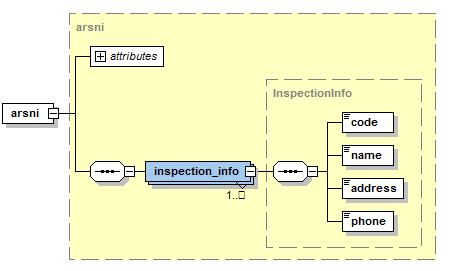 arsni
attributes
InspectionInfo
arsni
code
name
inspection_info
address
1..
phone